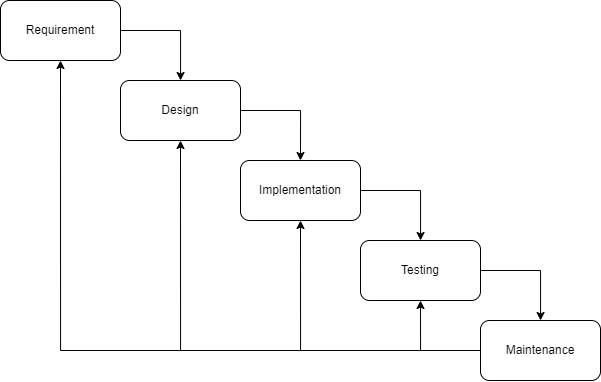 Requirement
Design
Implementation
Testing
Maintenance